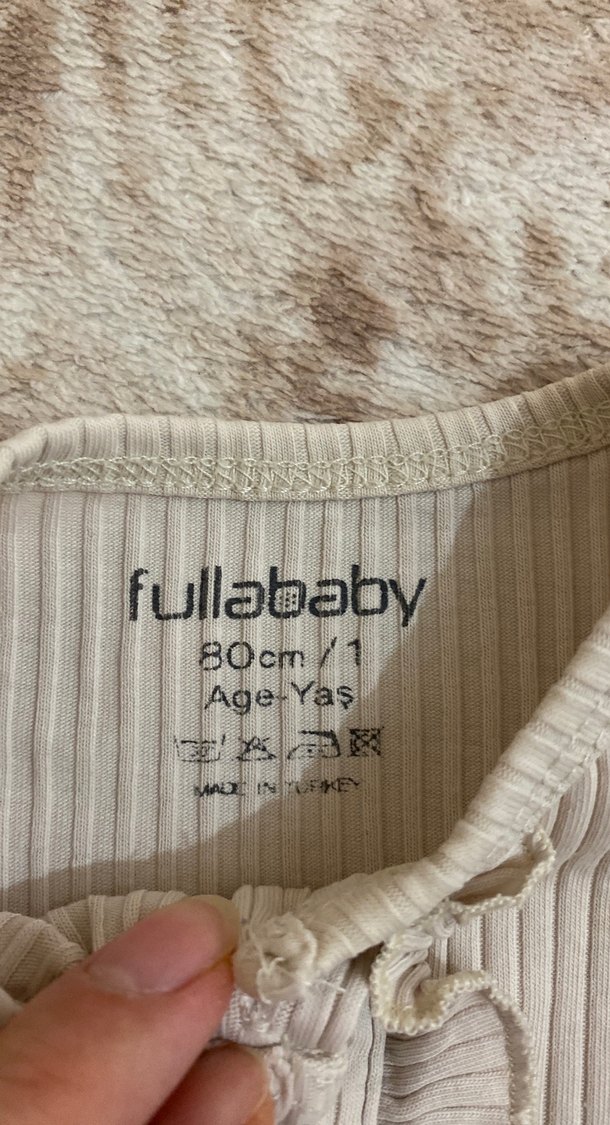 fullababy
80cm / 1
Age-Yaş
MADE IN TURKEY